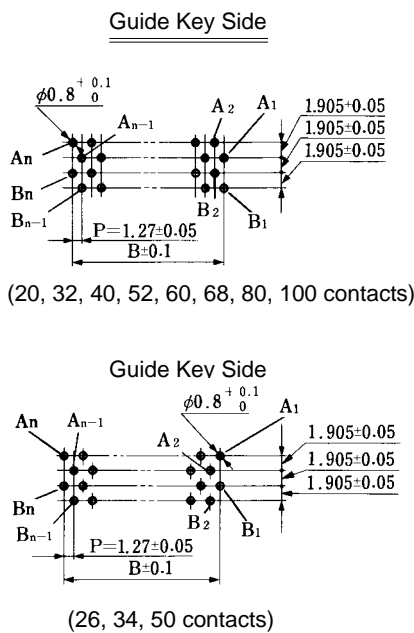 Guide Key Side
φ0.8 + 0.1 0
A2
A1
1.905+0.05
An−1
1.905±0.05
An
1.905±0.05
Bn
Bn−1
B2
B1
P=1.27±0.05
B±0.1
(20, 32, 40, 52, 60, 68, 80, 100 contacts)
Guide Key Side
φ0.8 + 0.1 0
A1
An
An−1
A2
1.905±0.05
1.905±0.05
1.905±0.05
Bn
Bn−1
B2
B1
P=1.27±0.05
B±0.1
(26, 34, 50 contacts)